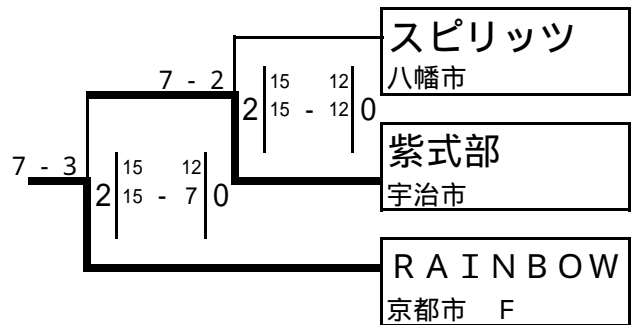 スピリッツ
八幡市
7 - 2
15 12
2 15 - 12 0
紫式部
宇治市
7 - 3
15 12
2 15 - 7 0
ＲＡＩＮＢＯＷ
京都市　F